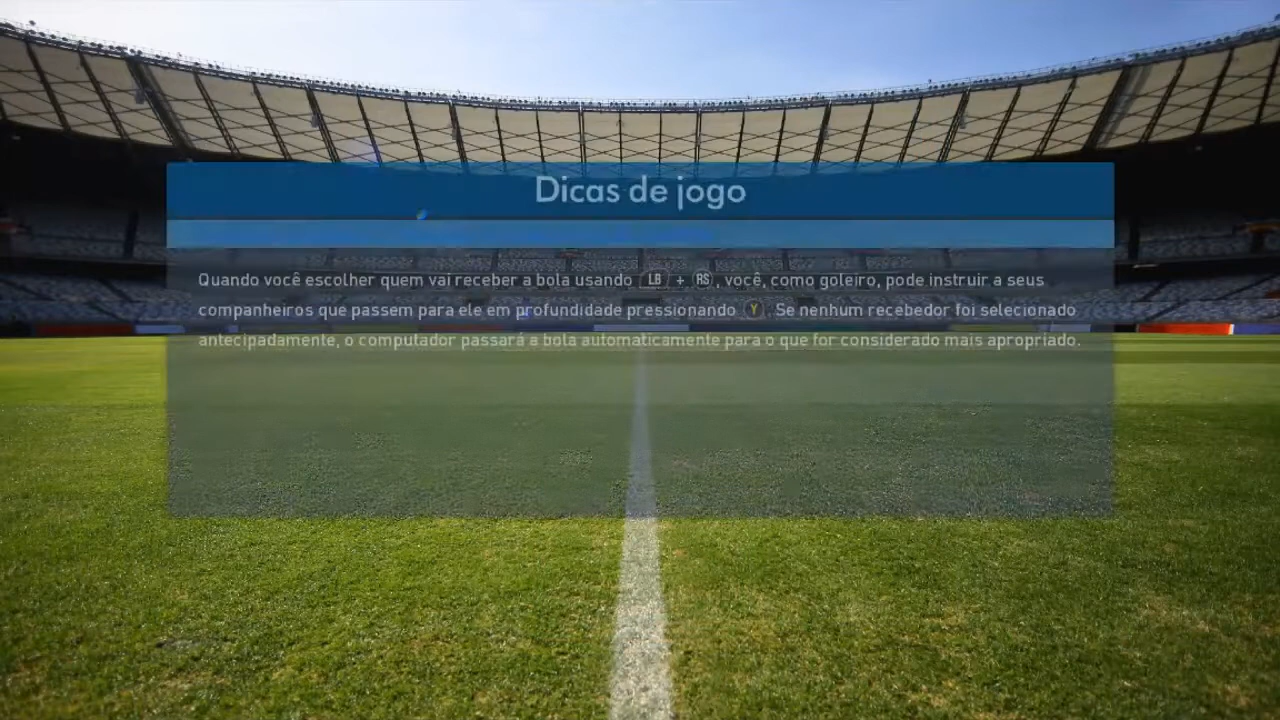 Dicas de jogo
Quando você escolher quem vai receber a bola usando LB + RS, você, como goleiro, pode instruir a seus
companheiros que passem para ele em profundidade pressionando Y. Se nenhum recebedor foi selecionado
antecipadamente, o computador passará a bola automaticamente para o que for considerado mais apropriado.